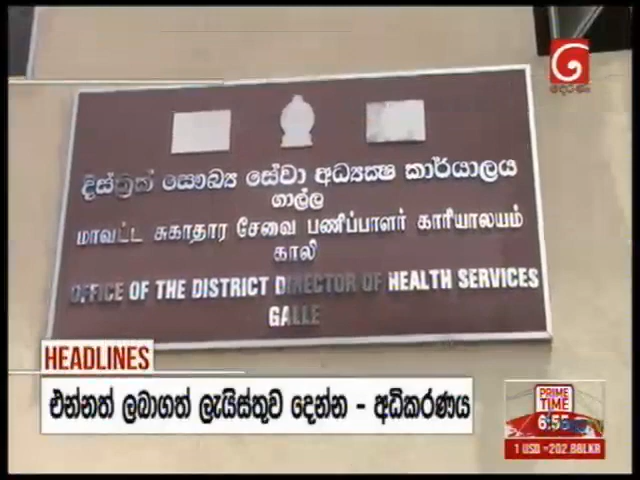 දෙරණ
දිස්ත්‍රික් සෞඛ්‍ය සේවා අධ්‍යක්ෂ කාර්යාලය
ගාල්ල
மாவட்ட சுகாதார சேவை பணிப்பாளர் காரியாலயம்
காலி
OFFICE OF THE DISTRICT DIRECTOR OF HEALTH SERVICES
GALLE
HEADLINES
එන්නත් ලබාගත් ලැයිස්තුව දෙන්න - අධිකරණය
PRIME
TIME
6:55
1 USD =202.88LKR